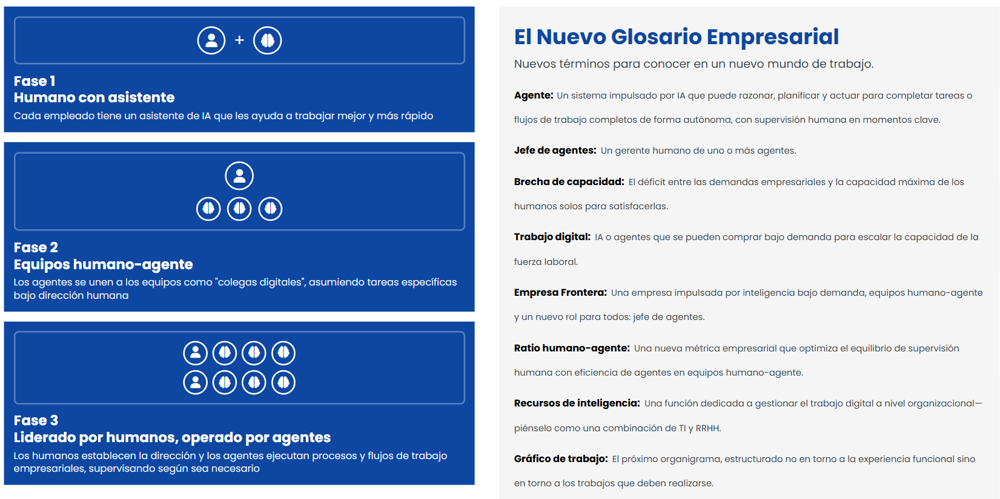 +
Fase 1
Humano con asistente
Cada empleado tiene un asistente de IA que les ayuda a trabajar mejor y más rápido
Fase 2
Equipos humano-agente
Los agentes se unen a los equipos como "colegas digitales", asumiendo tareas específicas
bajo dirección humana
Fase 3
Liderado por humanos, operado por agentes
Los humanos establecen la dirección y los agentes ejecutan procesos y flujos de trabajo
empresariales, supervisando según sea necesario
El Nuevo Glosario Empresarial
Nuevos términos para conocer en un nuevo mundo de trabajo.
Agente: Un sistema impulsado por IA que puede razonar, planificar y actuar para completar tareas o
flujos de trabajo completos de forma autónoma, con supervisión humana en momentos clave.
Jefe de agentes: Un gerente humano de uno o más agentes.
Brecha de capacidad: El déficit entre las demandas empresariales y la capacidad máxima de los
humanos solos para satisfacerlas.
Trabajo digital: IA o agentes que se pueden comprar bajo demanda para escalar la capacidad de la
fuerza laboral.
Empresa Frontera: Una empresa impulsada por inteligencia bajo demanda, equipos humano-agente
y un nuevo rol para todos: jefe de agentes.
Ratio humano-agente: Una nueva métrica empresarial que optimiza el equilibrio de supervisión
humana con eficiencia de agentes en equipos humano-agente.
Recursos de inteligencia: Una función dedicada a gestionar el trabajo digital a nivel organizacional—
piénselo como una combinación de TI y RRHH.
Gráfico de trabajo: El próximo organigrama, estructurado no en torno a la experiencia funcional sino
en torno a los trabajos que deben realizarse.